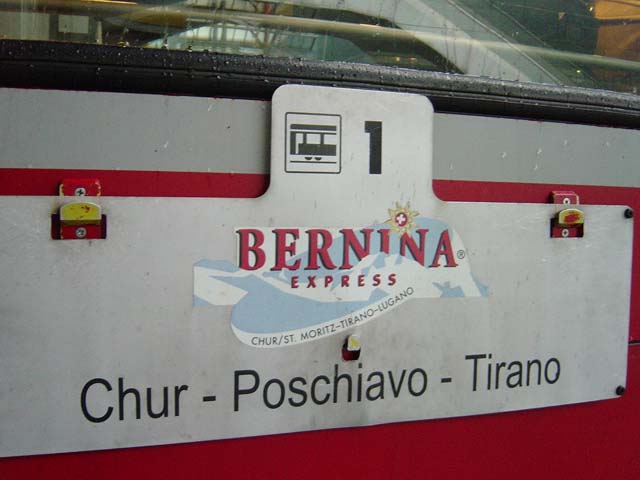 1
BERNINA®
EXPRESS
CHUR/ST. MORITZ–TIRANO–LUGANO
Chur - Poschiavo - Tirano